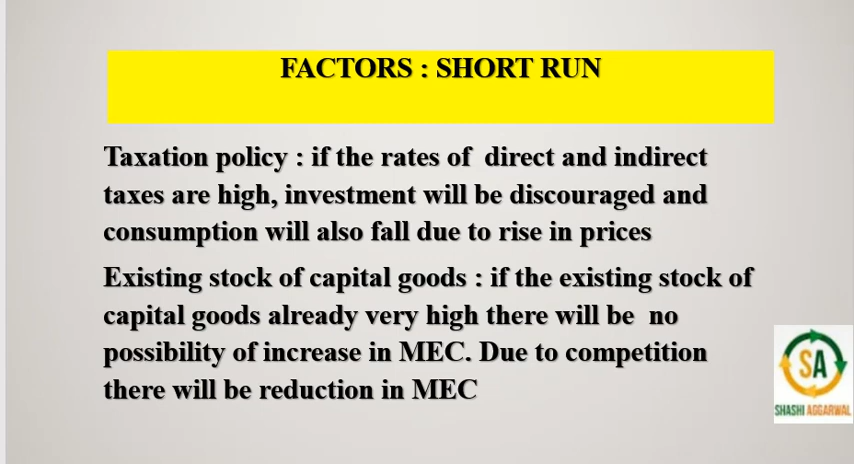 FACTORS : SHORT RUN
Taxation policy : if the rates of direct and indirect
taxes are high, investment will be discouraged and
consumption will also fall due to rise in prices
Existing stock of capital goods : if the existing stock of
capital goods already very high there will be no
possibility of increase in MEC. Due to competition
there will be reduction in MEC
SA
SHASHI AGGARWAL